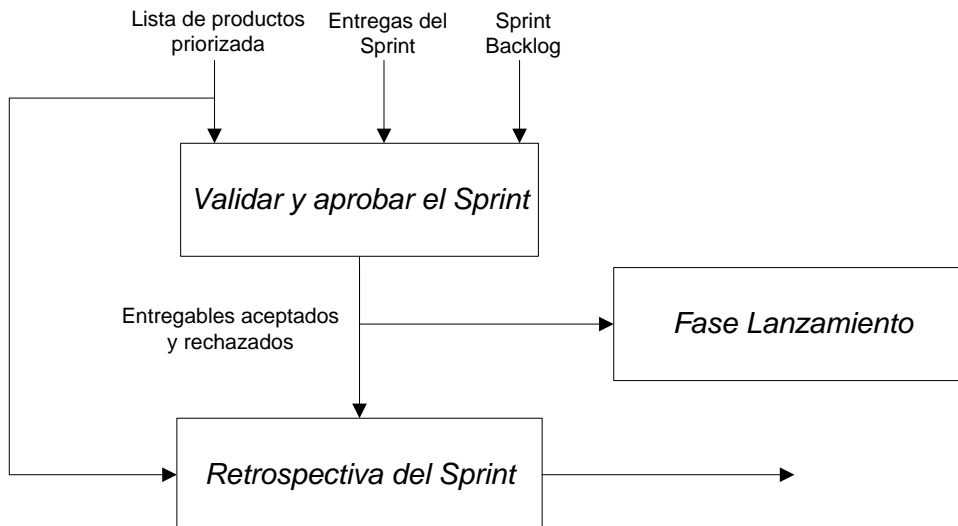 Lista de productos
priorizada
Entregas del
Sprint
Sprint
Backlog
Validar y aprobar el Sprint
Entregables aceptados
y rechazados
Fase Lanzamiento
Retrospectiva del Sprint